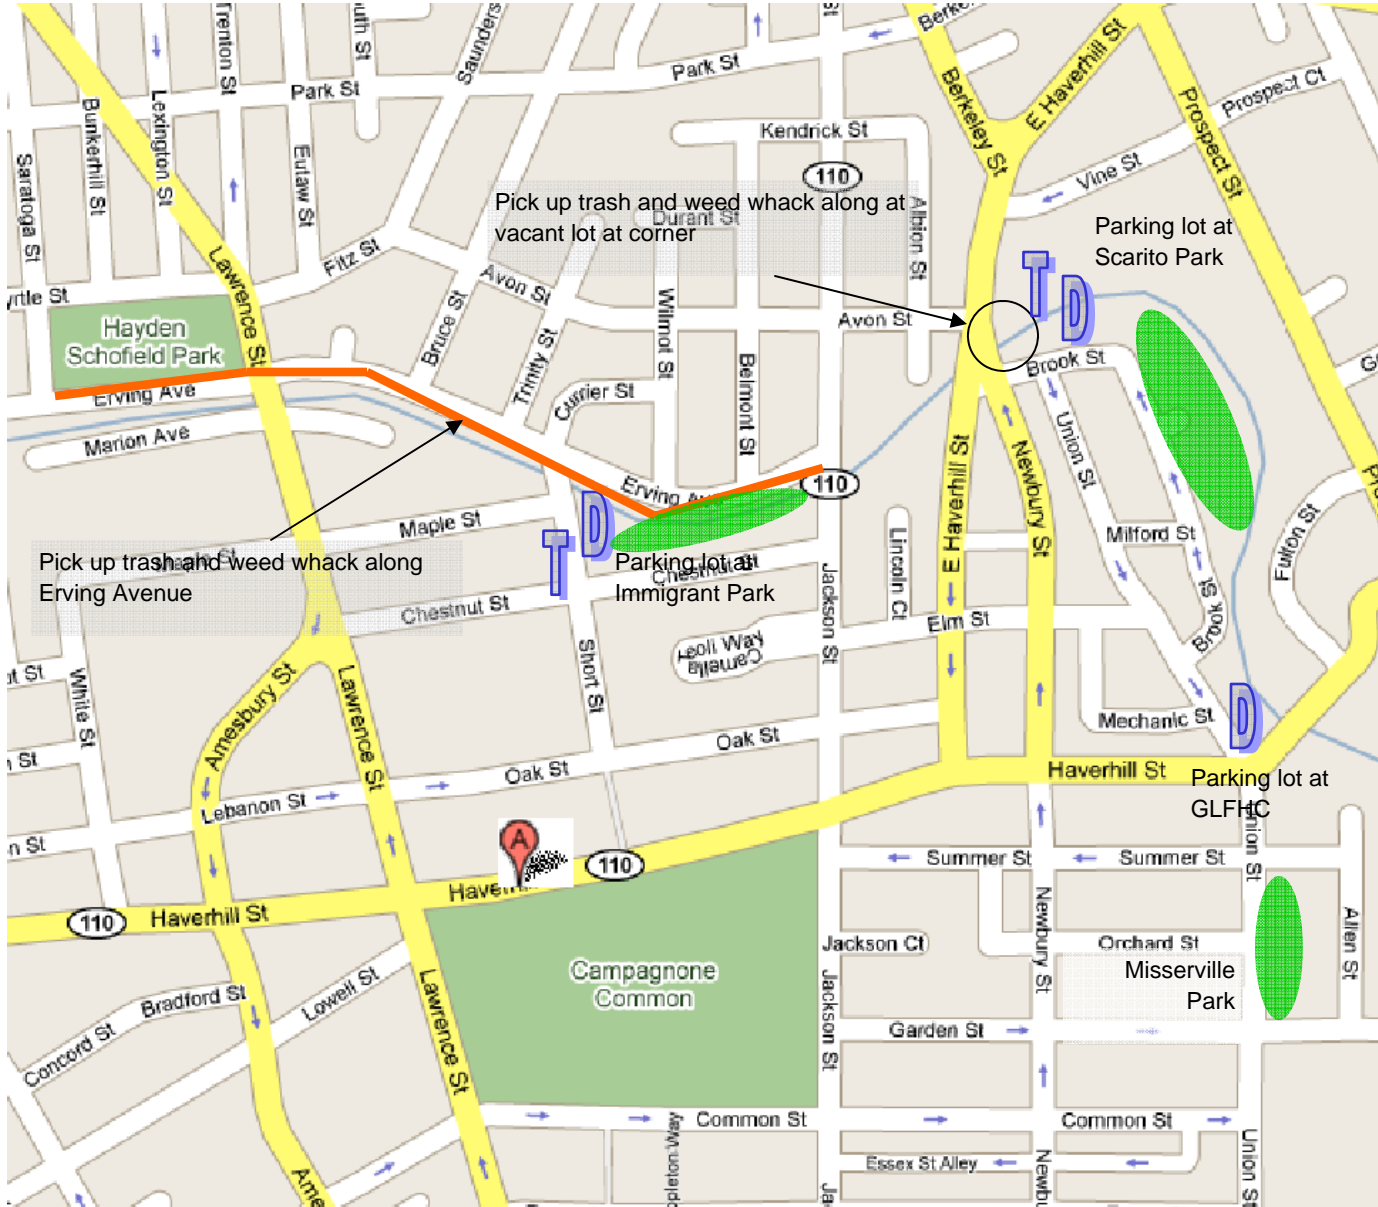 Trenton St
Lexington St
Bunkerhill St
Saratoga St
Eutaw St
Park St
Saunders
Park St
Kendrick St
110
Berkeley St
E Haverhill St
Prospect St
Prospect Ct
Vine St
Albion St
Durant St
Pick up trash and weed whack along at
vacant lot at corner
Parking lot at
Scarito Park
T
D
Fitz St
Lawrence St
Hayden
Schofield Park
Avon St
Avon St
Bruce St
Trinity St
Wilmot St
Currier St
Belmont St
Brook St
Union St
Erving Ave
Marion Ave
Erving Av
110
E Haverhill St
Newbury St
Maple St
D
T
Pick up trash and weed whack along
Erving Avenue
Parking lot at
Immigrant Park
Chestnut St
Chestnut St
Lincoln Ct
Milford St
Fulton St
Brook St
Jackson St
Elm St
Short St
White St
Amesbury St
Lawrence St
Mechanic St
D
Oak St
Oak St
Lebanon St
Haverhill St
Parking lot at
GLFHC
Union St
A
110
110
Haverhill St
Summer St
Summer St
Newbury St
Allen St
Jackson Ct
Orchard St
Misserville
Park
Campagnone
Common
Bradford St
Lowell St
Concord St
Lawrence St
Jackson St
Garden St
Common St
Common St
Essex St Alley
Union St